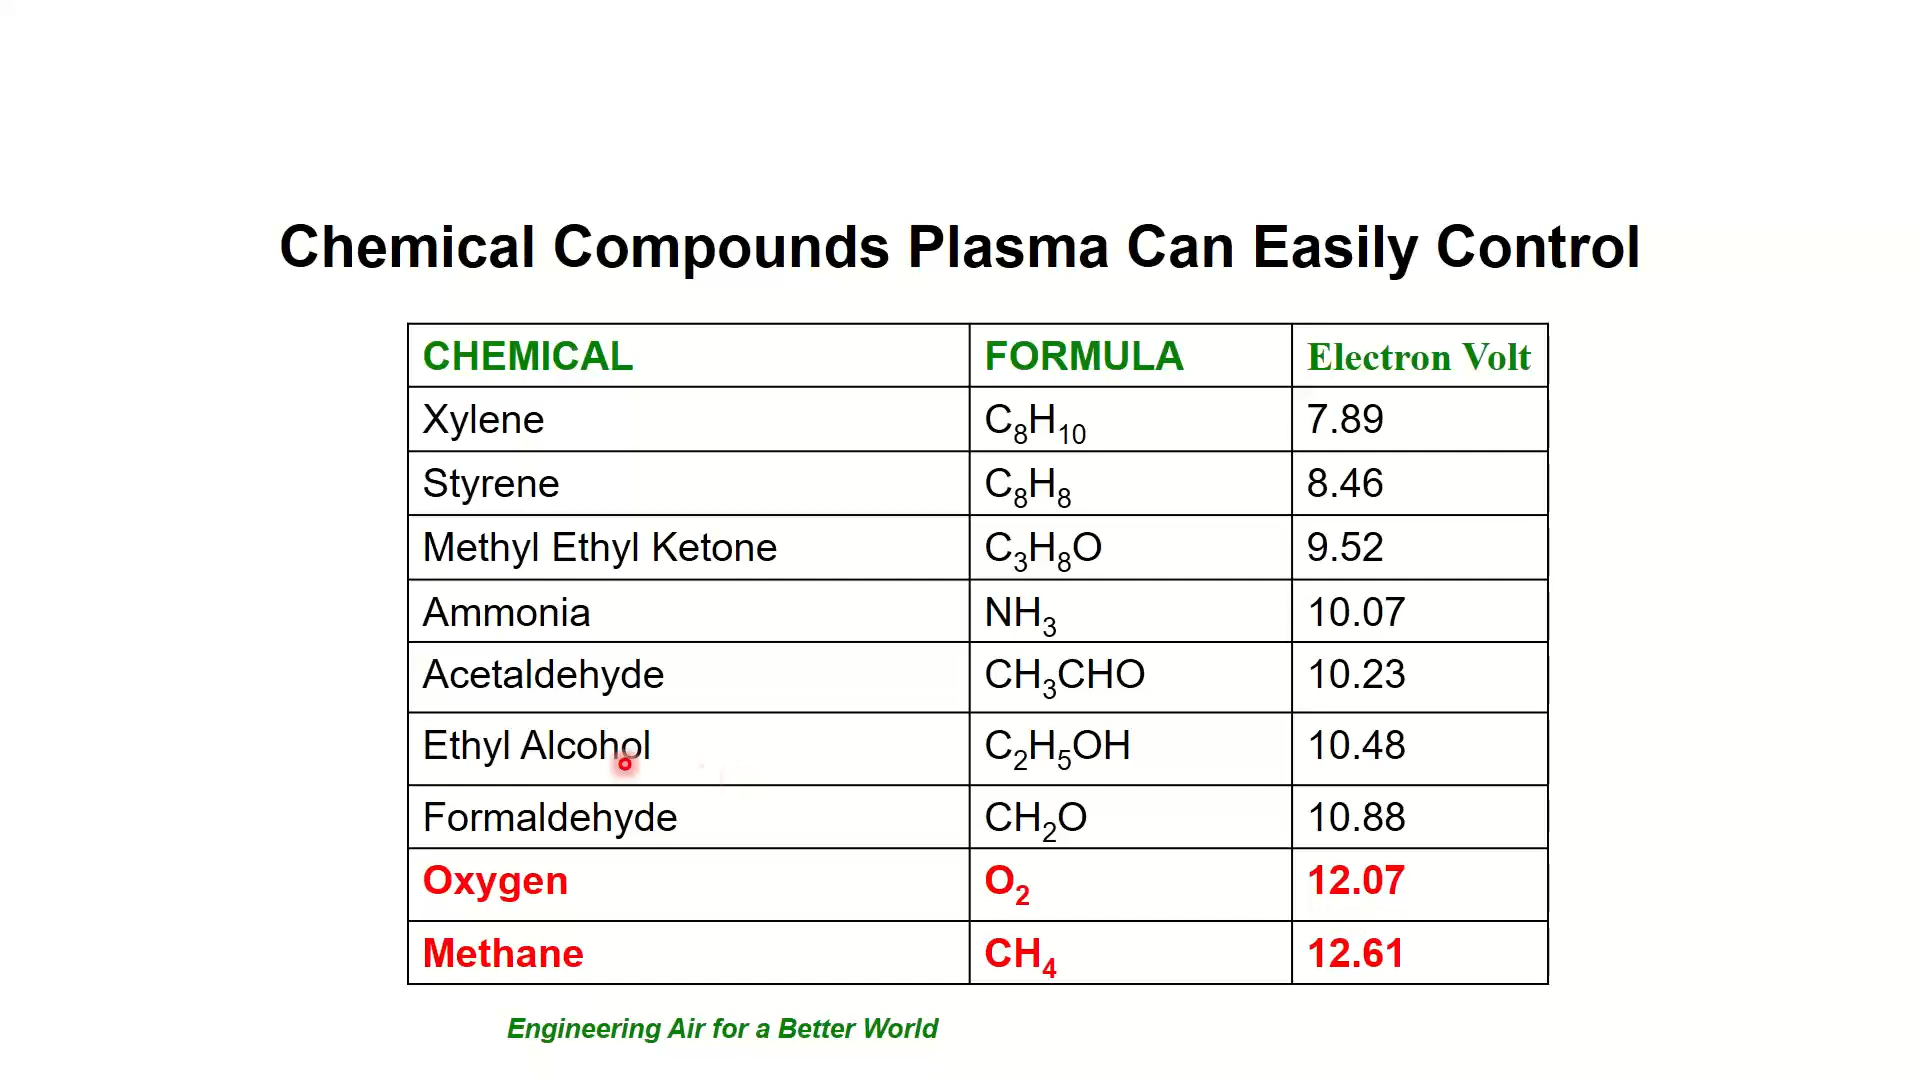 Chemical Compounds Plasma Can Easily Control
CHEMICAL FORMULA Electron Volt
Xylene C₈H₁₀ 7.89
Styrene C₈H₈ 8.46
Methyl Ethyl Ketone C₃H₈O 9.52
Ammonia NH₃ 10.07
Acetaldehyde CH₃CHO 10.23
Ethyl Alcohol C₂H₅OH 10.48
Formaldehyde CH₂O 10.88
Oxygen O₂ 12.07
Methane CH₄ 12.61
Engineering Air for a Better World